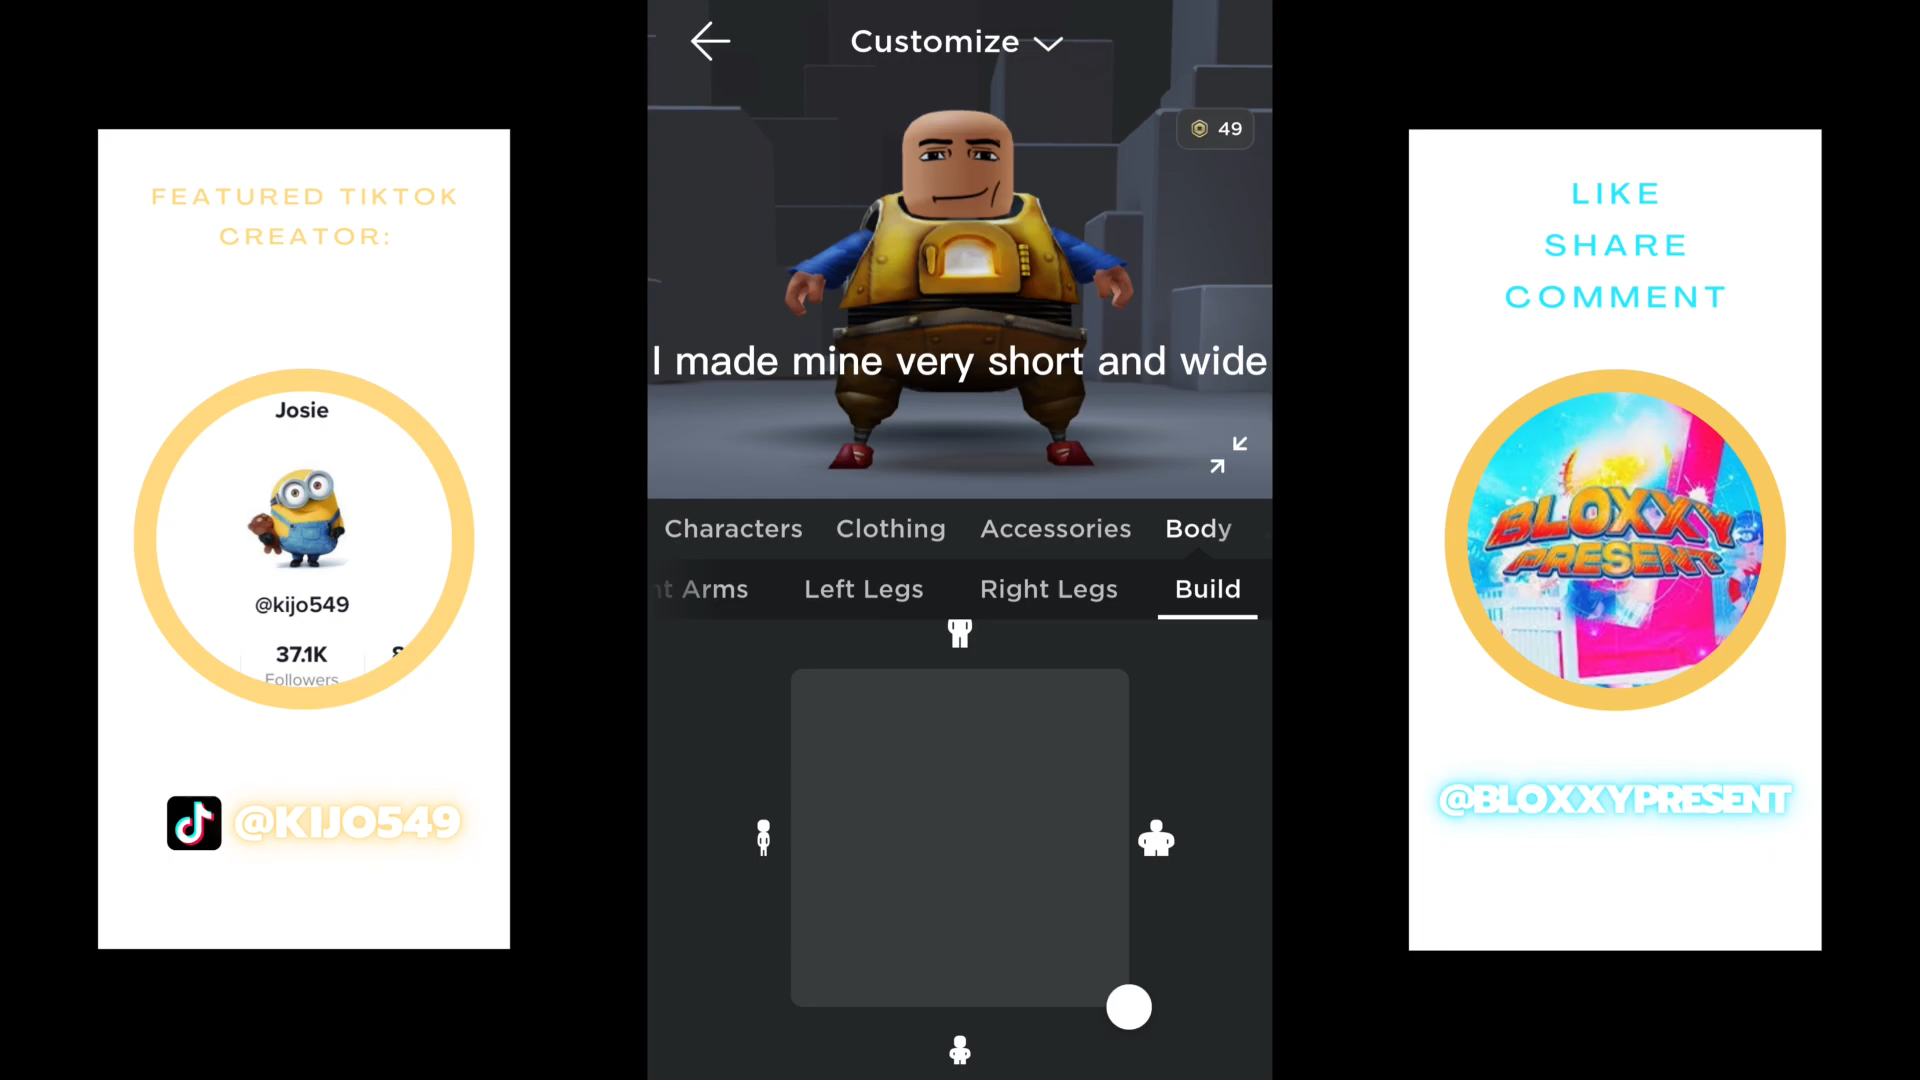 FEATURED TIKTOK
CREATOR:
Josie
@kijo549
37.1K
Followers
@KIJO549
Customize
49
I made mine very short and wide
Characters Clothing Accessories Body
Arms Left Legs Right Legs Build
LIKE
SHARE
COMMENT
BLOXXY
PRESENT
@BLOXXYPRESENT